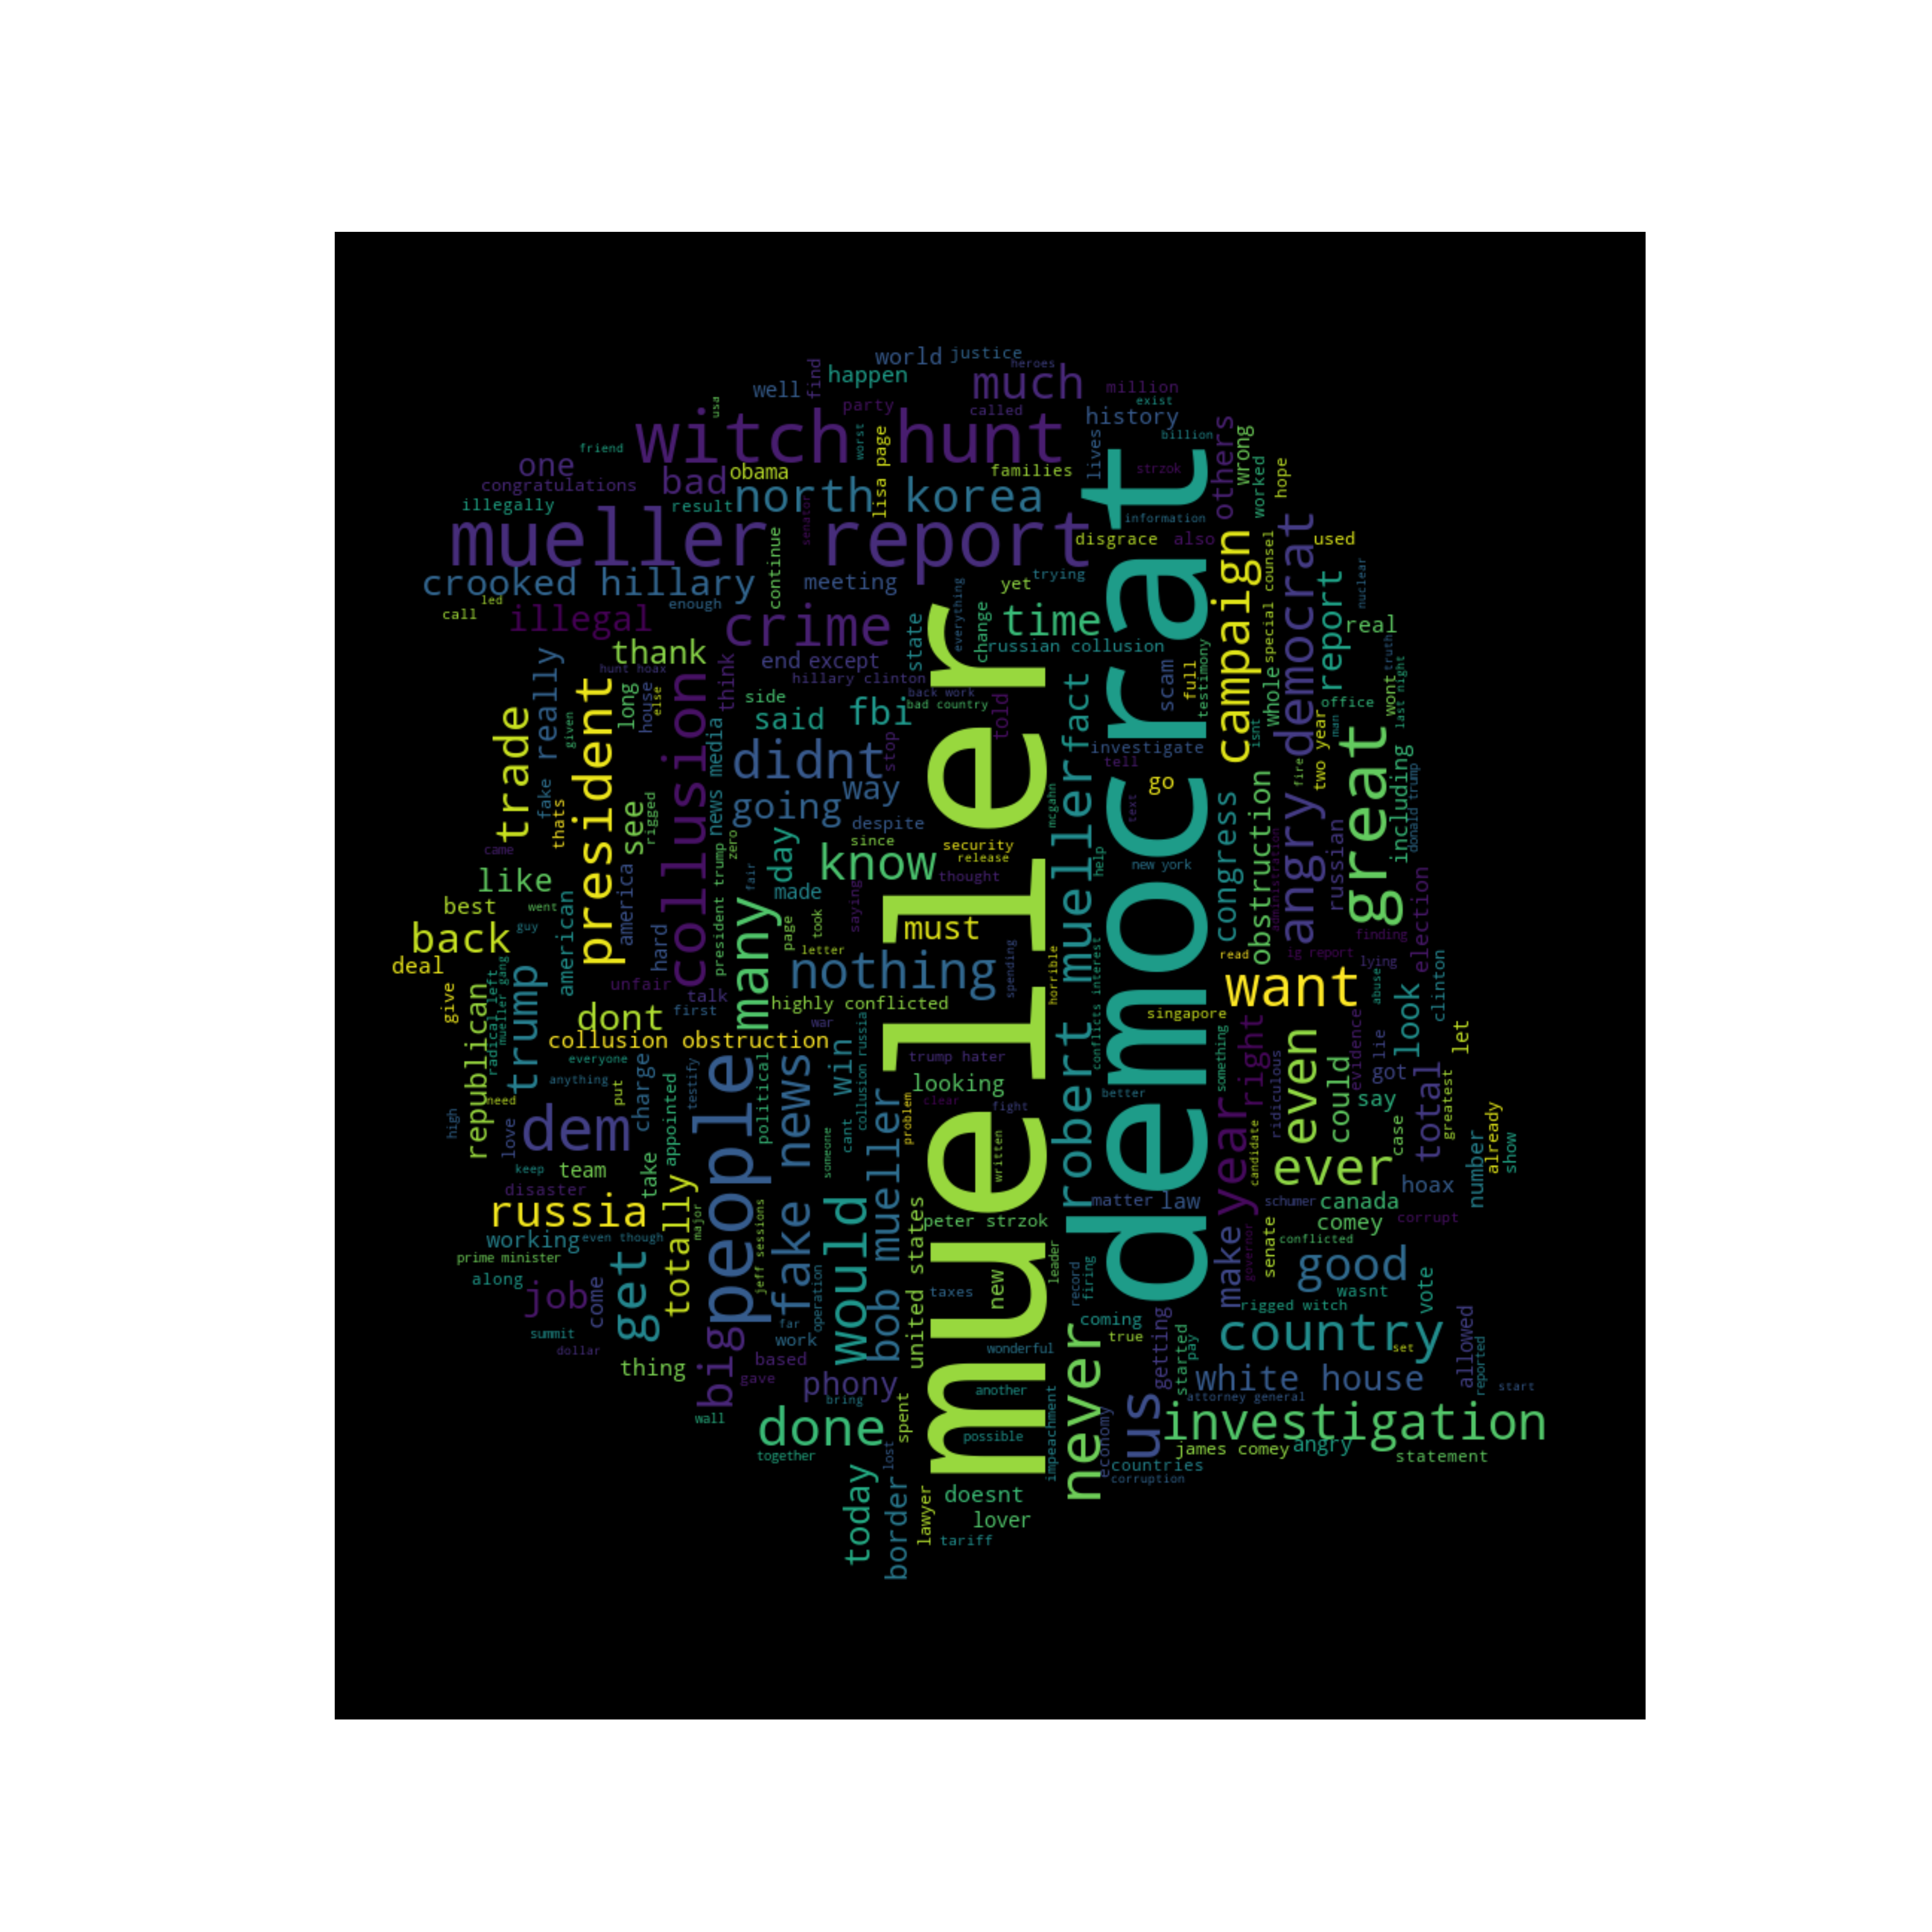 world justice
heroes
happen
find
well
much
million
exist
usa
party
called
history
billion
witch hunt
worst
lisa page
lives
others
wrong
friend
one
congratulations
bad
obama
families
strzok
hope
worked
illegally
result
north korea
senator
information
mueller report
disgrace also
used
continue
crooked hillary
meeting
yet trying
call led
enough
illegal
crime
everything
change
time
state
russian collusion
democrat
campaign
special counsel
angry democrat
report
nuclear
real
truth
thank
hunt hoax
think
end except
hillary clinton
back work
bad country
told
scam
full
testimony
whole
office
wont
last night
really
trade
president
given
long
house
else
collusion
side
said fbi
didnt
stop
way
going
news media
president trump
mueller
robert muellerfact
mcgahn
investigate
tell
go
text
isnt
two year
man
fire
great
including
donald trump
fake
thats
see
rigged
zero
day
despite
since
know
security
release
thought
help
new york
congress
obstruction
administration
russian
came
like
best went
guy
back
deal
american
america
hard
many
fair
made
page
took
saying
letter
must
nothing
spending
horrible
conflicts interest
read
ig report
finding
lying
election
want
abuse
clinton
give
republican
radical left
mueller gang
trump
unfair
talk
first
dont
highly conflicted
war
collusion obstruction
singapore
something
right
even
evidence
look
let
everyone
anything
put
need
high
love
dem
charge
testify
people
political
fake news
win
cant
collusion russia
trump hater
looking
clear
fight
problem
written
better
year
ridiculous
could
lie
got
say
case
total
greatest
already
show
number
keep team
disaster
take
appointed
someone
would
bob mueller
united states
peter strzok
matter law
candidate
ever
schumer canada
hoax
comey
corrupt
russia
working even though
prime minister
along
totally
major
jeff sessions
get
job
come
summit
dollar
thing
big
far
work
operation
based
gave
phony
bring
taxes
new
leader
record
firing
wonderful
another
possible
impeachment
make
governor
senate
conflicted
good
wasnt
vote
rigged witch
coming
true
getting
started
pay
country
set
allowed
reported
white house
start
attorney general
wall
done
together
spent
lost
never
economy
us
investigation
james comey angry
statement
countries
corruption
today
border
lawyer
doesnt
lover
tariff